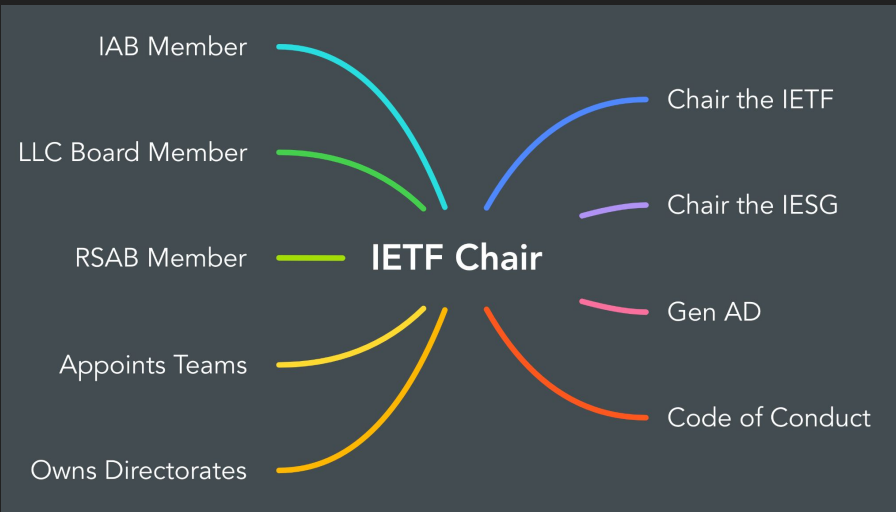 IAB Member
LLC Board Member
RSAB Member
Appoints Teams
Owns Directorates
IETF Chair
Chair the IETF
Chair the IESG
Gen AD
Code of Conduct